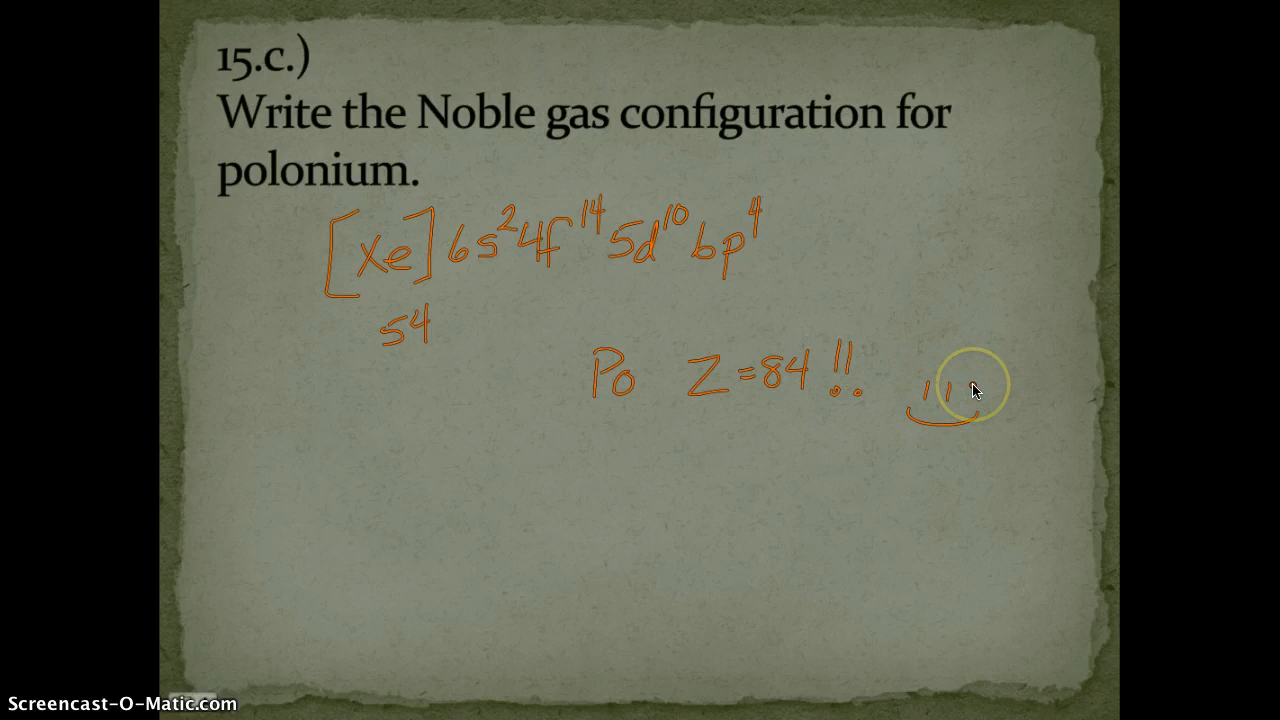 15.c.)
Write the Noble gas configuration for
polonium.
[Xe] 6s²4f¹⁴5d¹⁰6p⁴
54
Po Z=84!!
Screencast-O-Matic.com